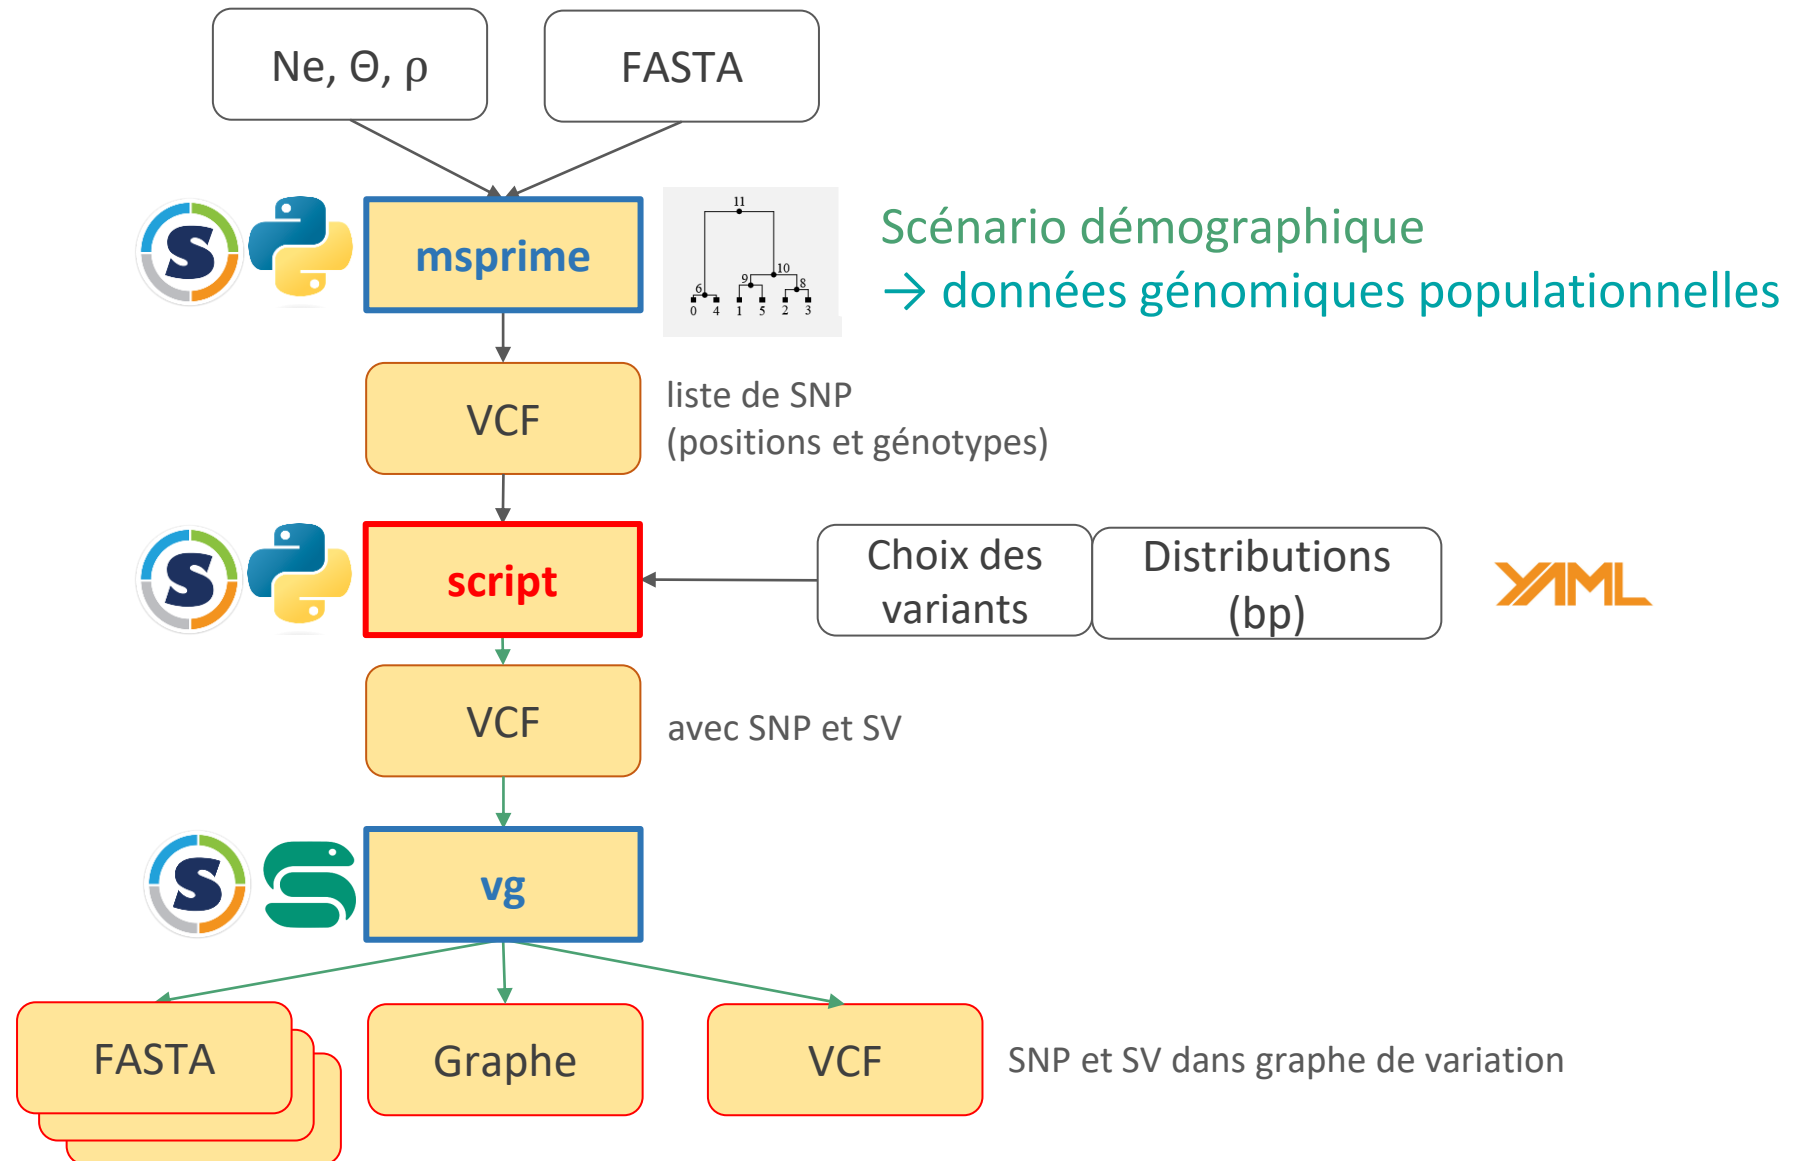 Ne, Θ, ρ
FASTA
S
msprime
11
10
9
8
6
0 4 1 5 2 3
Scénario démographique
→ données génomiques populationnelles
VCF
liste de SNP
(positions et génotypes)
S
script
Choix des
variants
Distributions
(bp)
YAML
VCF
avec SNP et SV
S
vg
FASTA
Graphe
VCF
SNP et SV dans graphe de variation